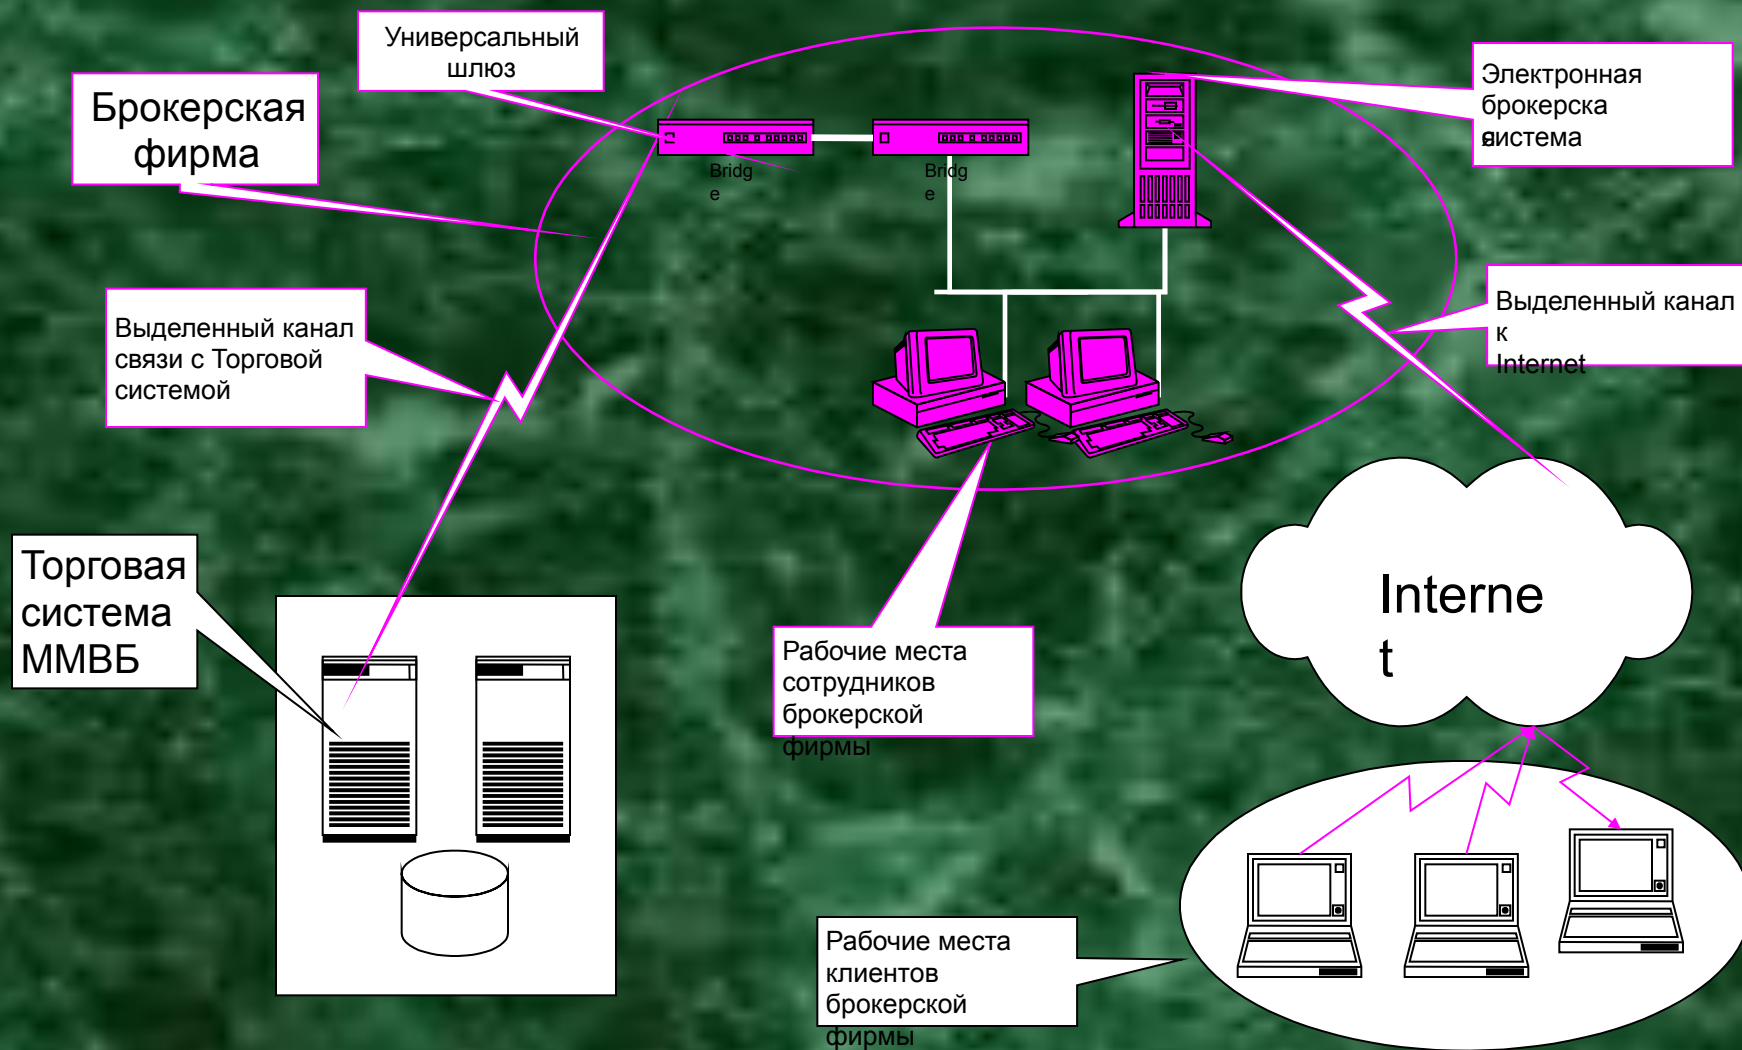 Универсальный
шлюз
Брокерская
фирма
Электронная
брокерска
я
система
Bridg
e
Bridg
e
Выделенный канал
связи с Торговой
системой
Выделенный канал
к
Internet
Торговая
система
ММВБ
Interne
t
Рабочие места
сотрудников
брокерской
фирмы
Рабочие места
клиентов
брокерской
фирмы